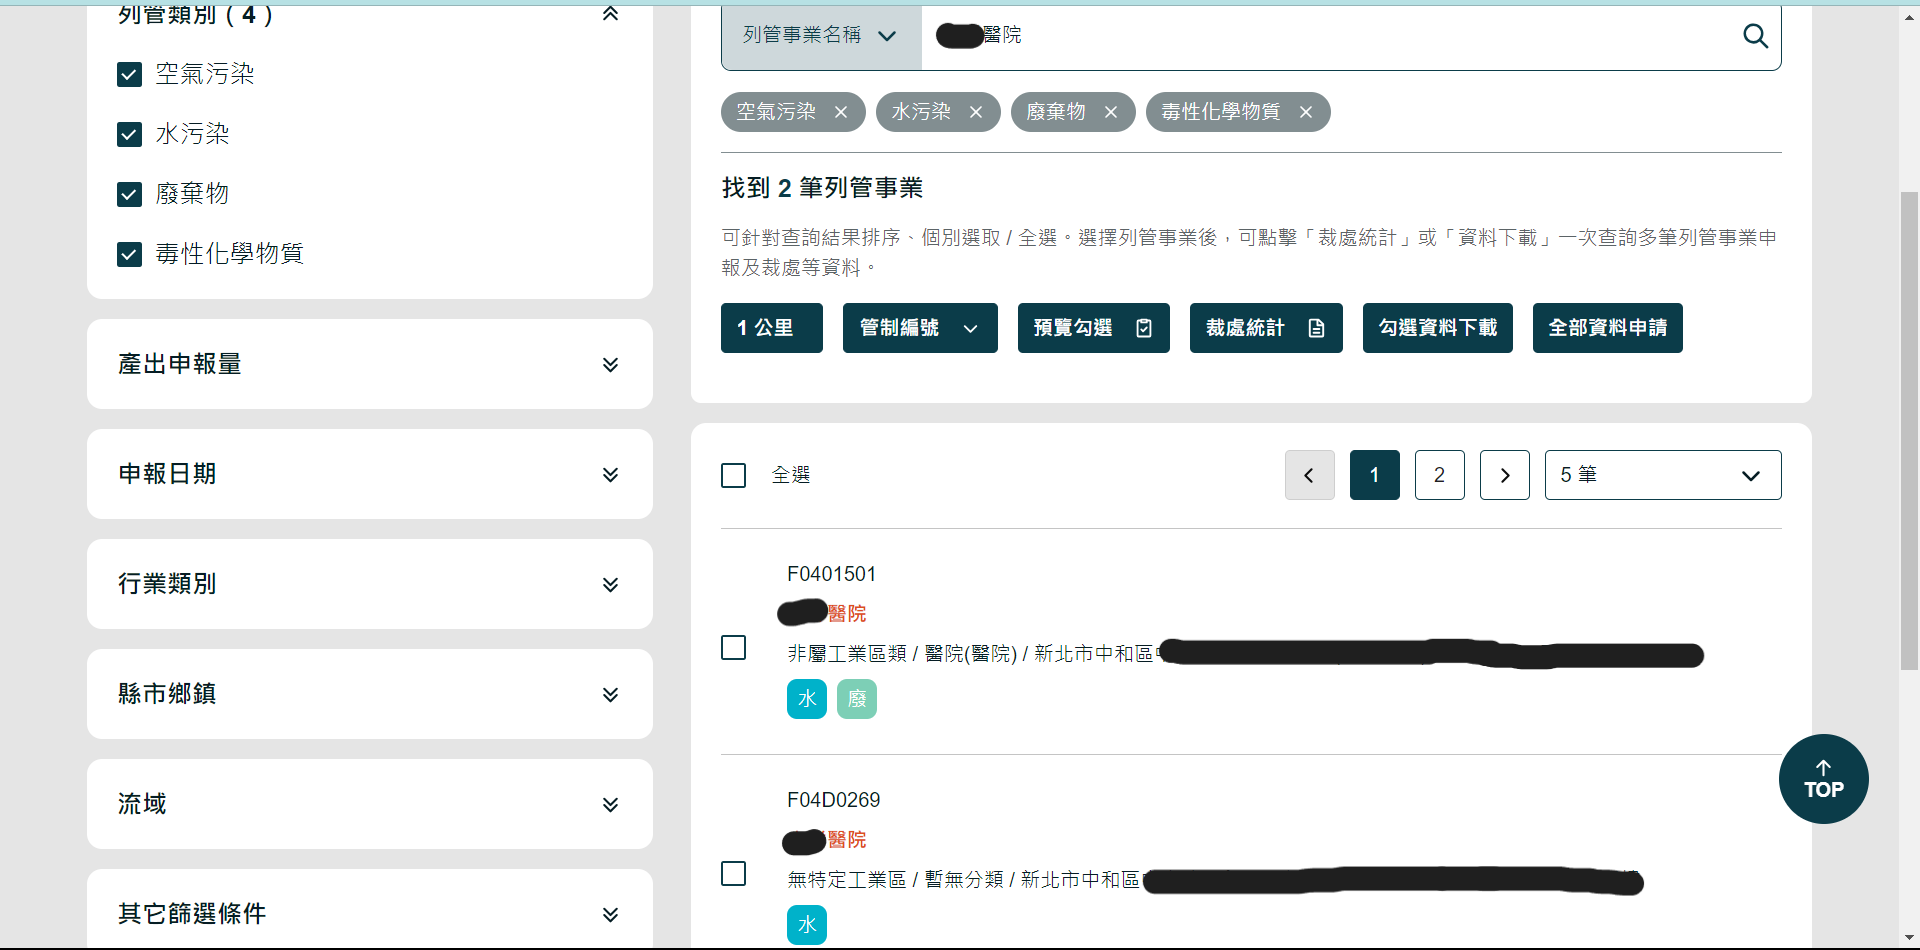 列管類別 ( 4 )
空氣污染
水污染
廢棄物
毒性化學物質
產出申報量
申報日期
行業類別
縣市鄉鎮
流域
其它篩選條件
列管事業名稱
醫院
空氣污染 ×
水污染 ×
廢棄物 ×
毒性化學物質 ×
找到 2 筆列管事業
可針對查詢結果排序、個別選取 / 全選。選擇列管事業後，可點擊「裁處統計」或「資料下載」一次查詢多筆列管事業申
報及裁處等資料。
1 公里
管制編號
預覽勾選
裁處統計
勾選資料下載
全部資料申請
全選
1
2
5 筆
F0401501
醫院
非屬工業區類 / 醫院(醫院) / 新北市中和區
水 廢
F04D0269
醫院
無特定工業區 / 暫無分類 / 新北市中和區
水
TOP